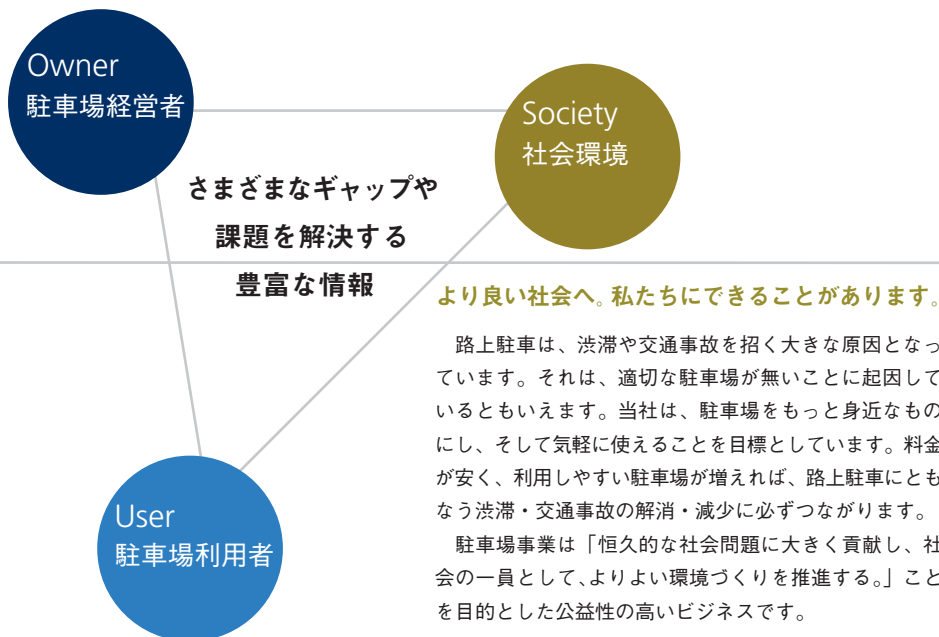 Owner
駐車場経営者
Society
社会環境
さまざまなギャップや
課題を解決する
豊富な情報
より良い社会へ。私たちにできることがあります。
　路上駐車は、渋滞や交通事故を招く大きな原因となっ
ています。それは、適切な駐車場が無いことに起因して
いるともいえます。当社は、駐車場をもっと身近なもの
にし、そして気軽に使えることを目標としています。料金
が安く、利用しやすい駐車場が増えれば、路上駐車にとも
なう渋滞・交通事故の解消・減少に必ずつながります。
　駐車場事業は「恒久的な社会問題に大きく貢献し、社
会の一員として、よりよい環境づくりを推進する。」こと
を目的とした公益性の高いビジネスです。
User
駐車場利用者